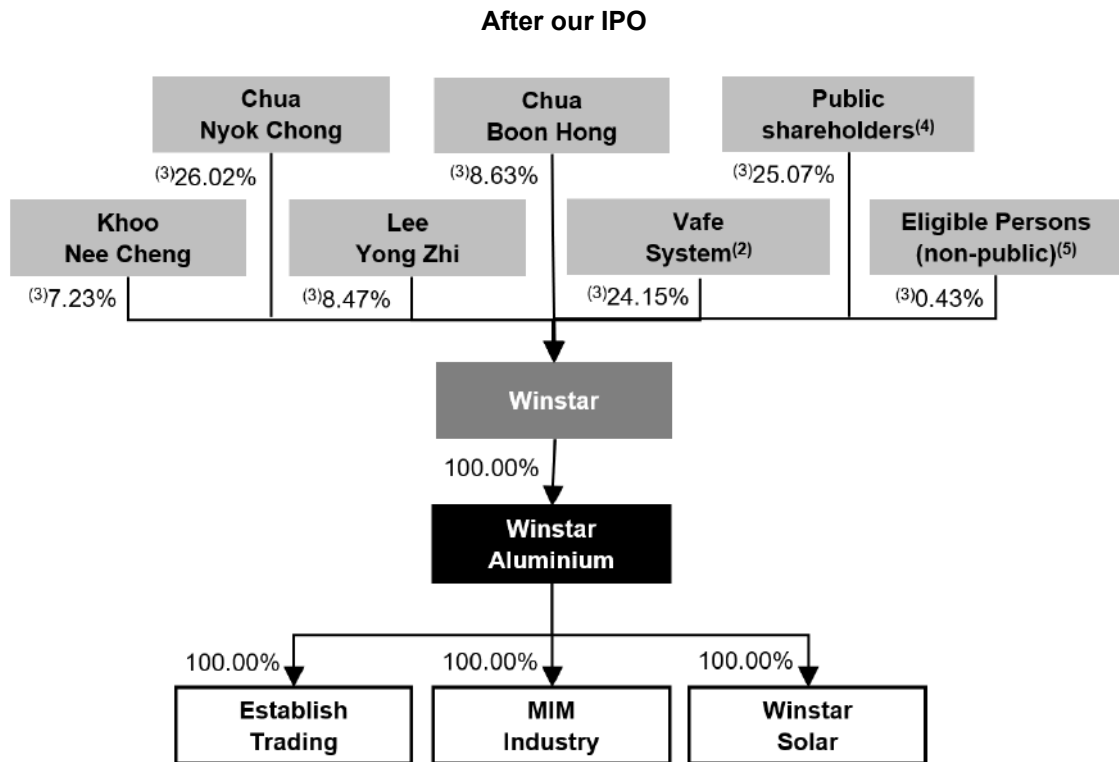 After our IPO
Chua
Nyok Chong
Chua
Boon Hong
Public
shareholders(4)
(3)26.02%
(3)8.63%
(3)25.07%
Khoo
Nee Cheng
Lee
Yong Zhi
Vafe
System(2)
Eligible Persons
(non-public)(5)
(3)7.23%
(3)8.47%
(3)24.15%
(3)0.43%
Winstar
100.00%
Winstar
Aluminium
100.00%
100.00%
100.00%
Establish
Trading
MIM
Industry
Winstar
Solar